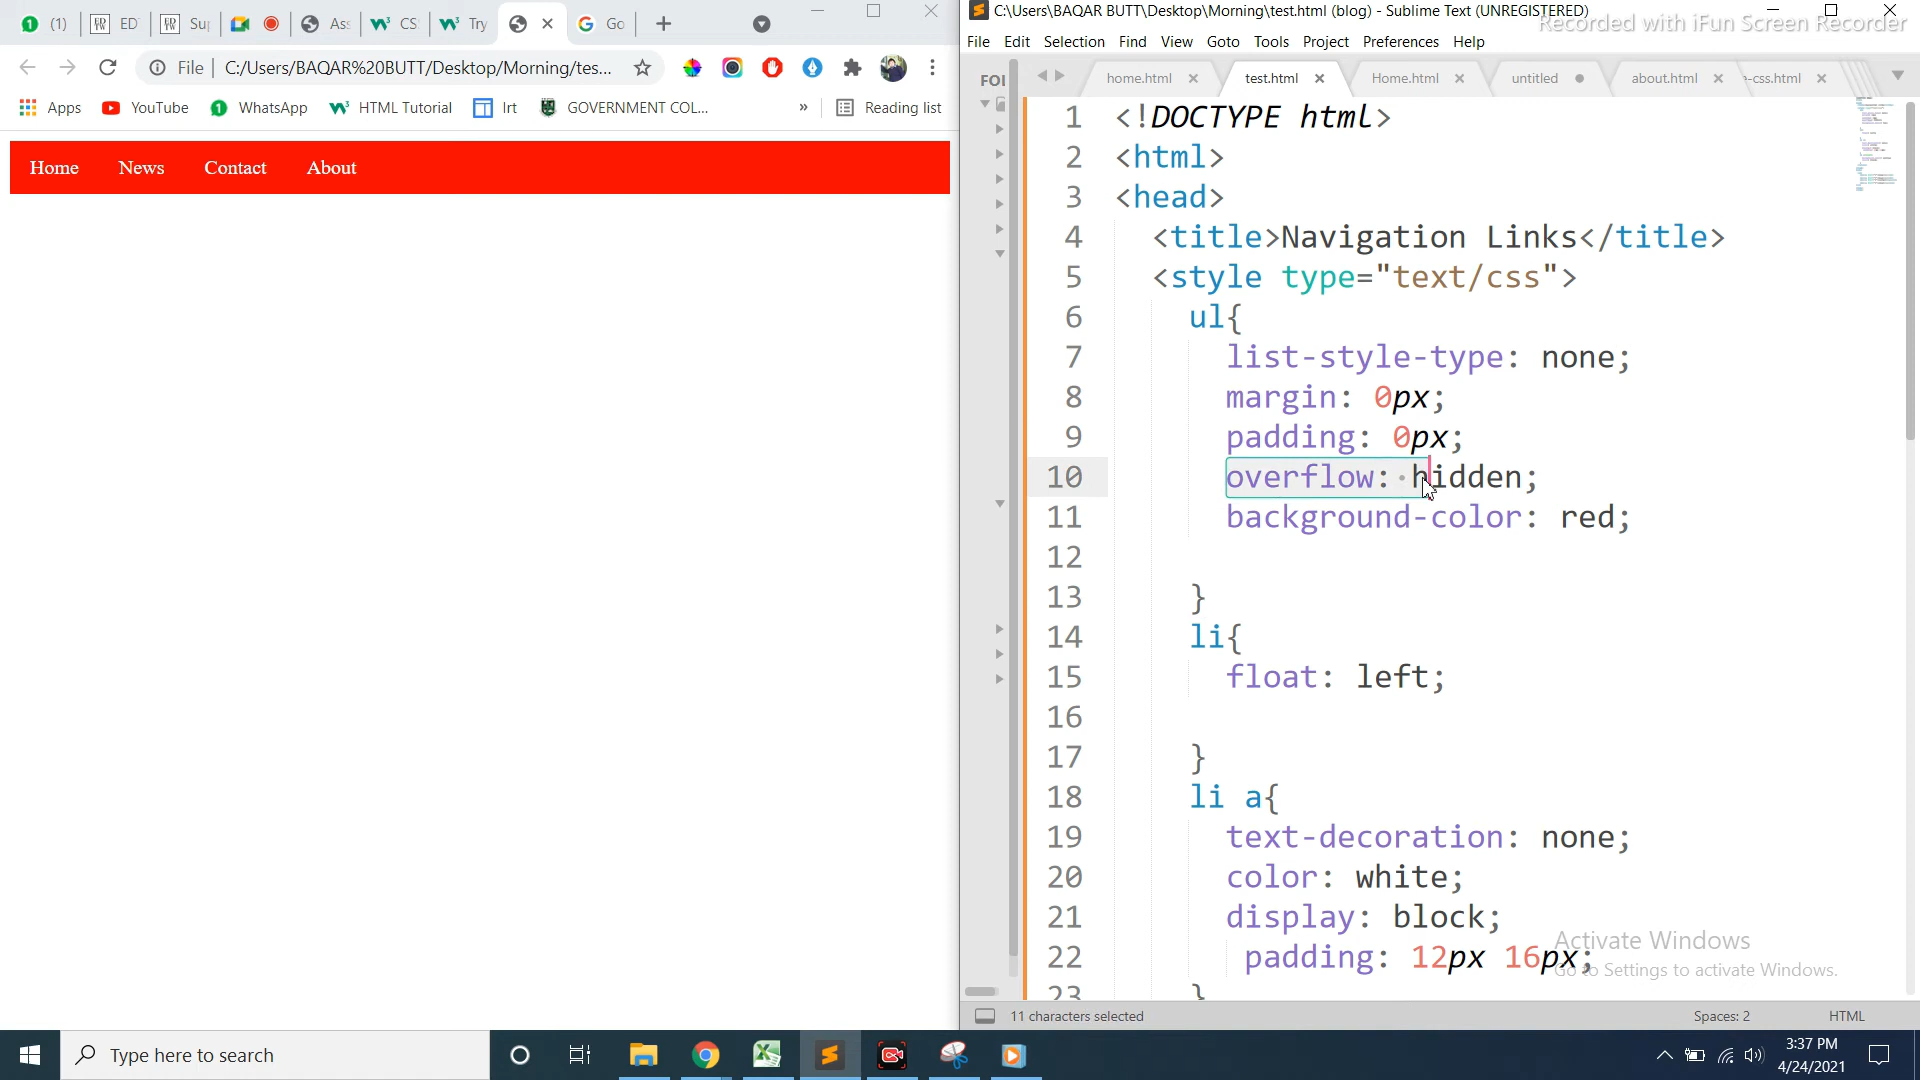 (1)
ED
Su
Ass
CS
Try
Go
File
C:/Users/BAQAR%20BUTT/Desktop/Morning/tes...
Apps
YouTube
WhatsApp
HTML Tutorial
Irt
GOVERNMENT COL...
»
Reading list
Home
News
Contact
About
C:\Users\BAQAR BUTT\Desktop\Morning\test.html (blog) - Sublime Text (UNREGISTERED)
Recorded with iFun Screen Recorder
File Edit Selection Find View Goto Tools Project Preferences Help
FOL
home.html
test.html
Home.html
untitled
about.html
-css.html
1 <!DOCTYPE html>
2 <html>
3 <head>
4 <title>Navigation Links</title>
5 <style type="text/css">
6 ul{
7 list-style-type: none;
8 margin: 0px;
9 padding: 0px;
10 overflow: hidden;
11 background-color: red;
12
13 }
14 li{
15 float: left;
16
17 }
18 li a{
19 text-decoration: none;
20 color: white;
21 display: block;
22 padding: 12px 16px;
23 }
Activate Windows
Go to Settings to activate Windows.
11 characters selected
Spaces: 2
HTML
Type here to search
3:37 PM
4/24/2021